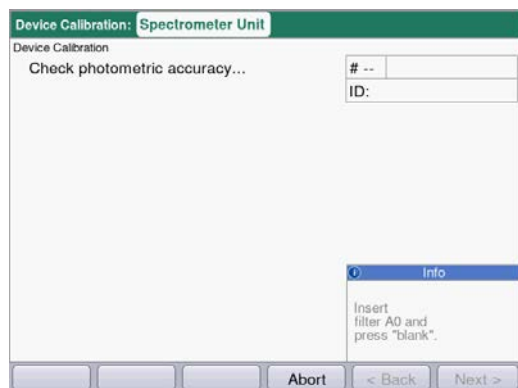 Device Calibration: Spectrometer Unit
Device Calibration
Check photometric accuracy...
# --
ID:
Info
Insert
filter A0 and
press "blank".
Abort
< Back
Next >